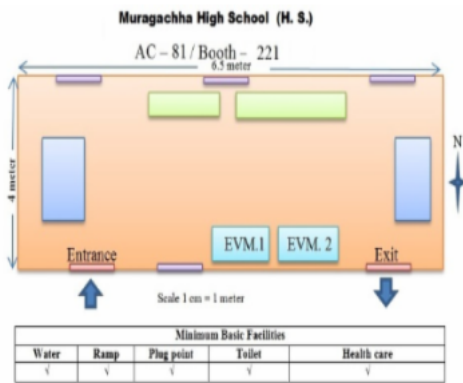 Muragachha High School (H. S.)
AC – 81 / Booth – 221
6.5 meter
4 meter
N
EVM.1 EVM. 2
Entrance Exit
Scale 1 cm = 1 meter
Minimum Basic Facilities
Water Ramp Plug point Toilet Health care
√ √ √ √ √